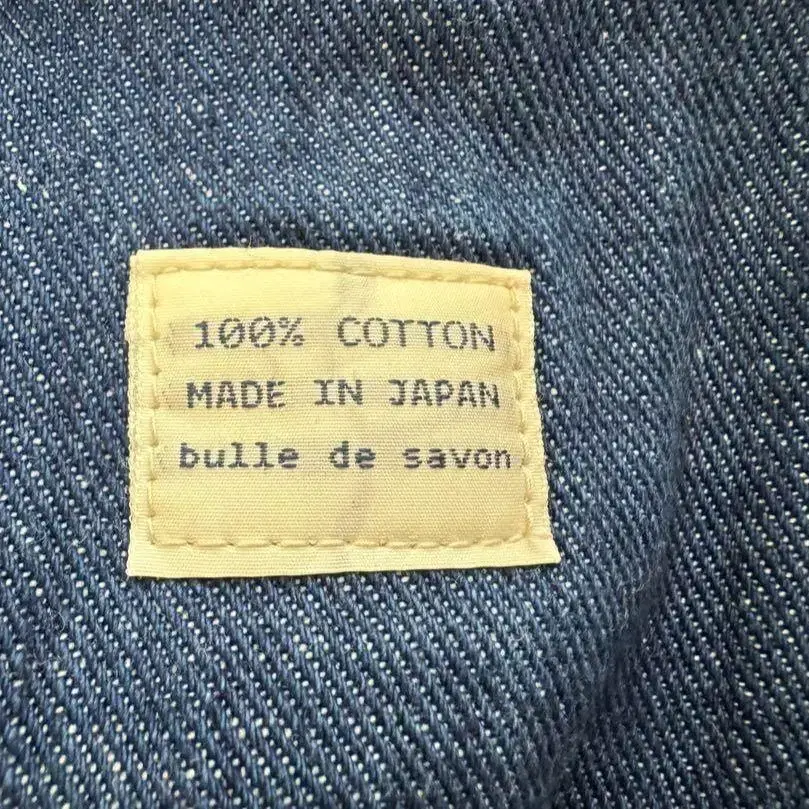 100% COTTON
MADE IN JAPAN
bulle de savon